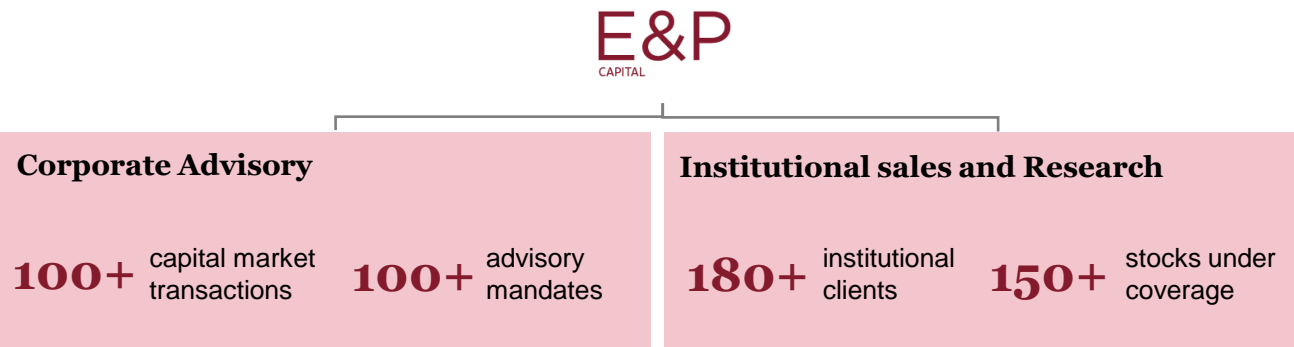 E&P
CAPITAL
Corporate Advisory
100+ capital market transactions
100+ advisory mandates
Institutional sales and Research
180+ institutional clients
150+ stocks under coverage